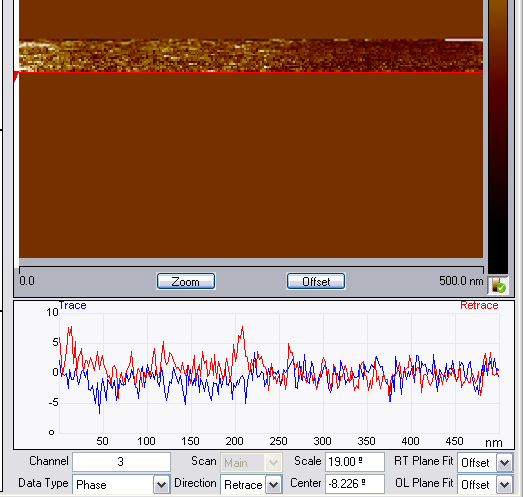 0.0 Zoom Offset 500.0 nm
Trace Retrace
10
5
0
-5
o
50 100 150 200 250 300 350 400 450 nm
Channel 3 Scan Main Scale 19.00 º RT Plane Fit Offset
Data Type Phase Direction Retrace Center -8.226 º OL Plane Fit Offset